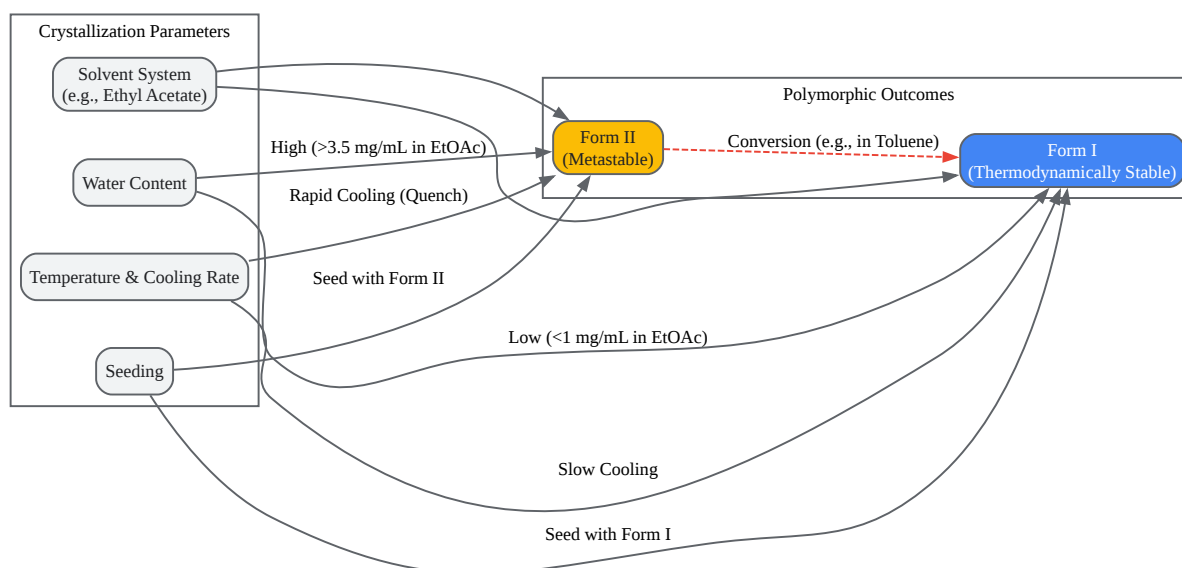 Crystallization Parameters
Solvent System
(e.g., Ethyl Acetate)
Water Content
Temperature & Cooling Rate
Seeding
High (>3.5 mg/mL in EtOAc)
Rapid Cooling (Quench)
Seed with Form II
Low (<1 mg/mL in EtOAc)
Slow Cooling
Seed with Form I
Polymorphic Outcomes
Form II
(Metastable)
Conversion (e.g., in Toluene)
Form I
(Thermodynamically Stable)